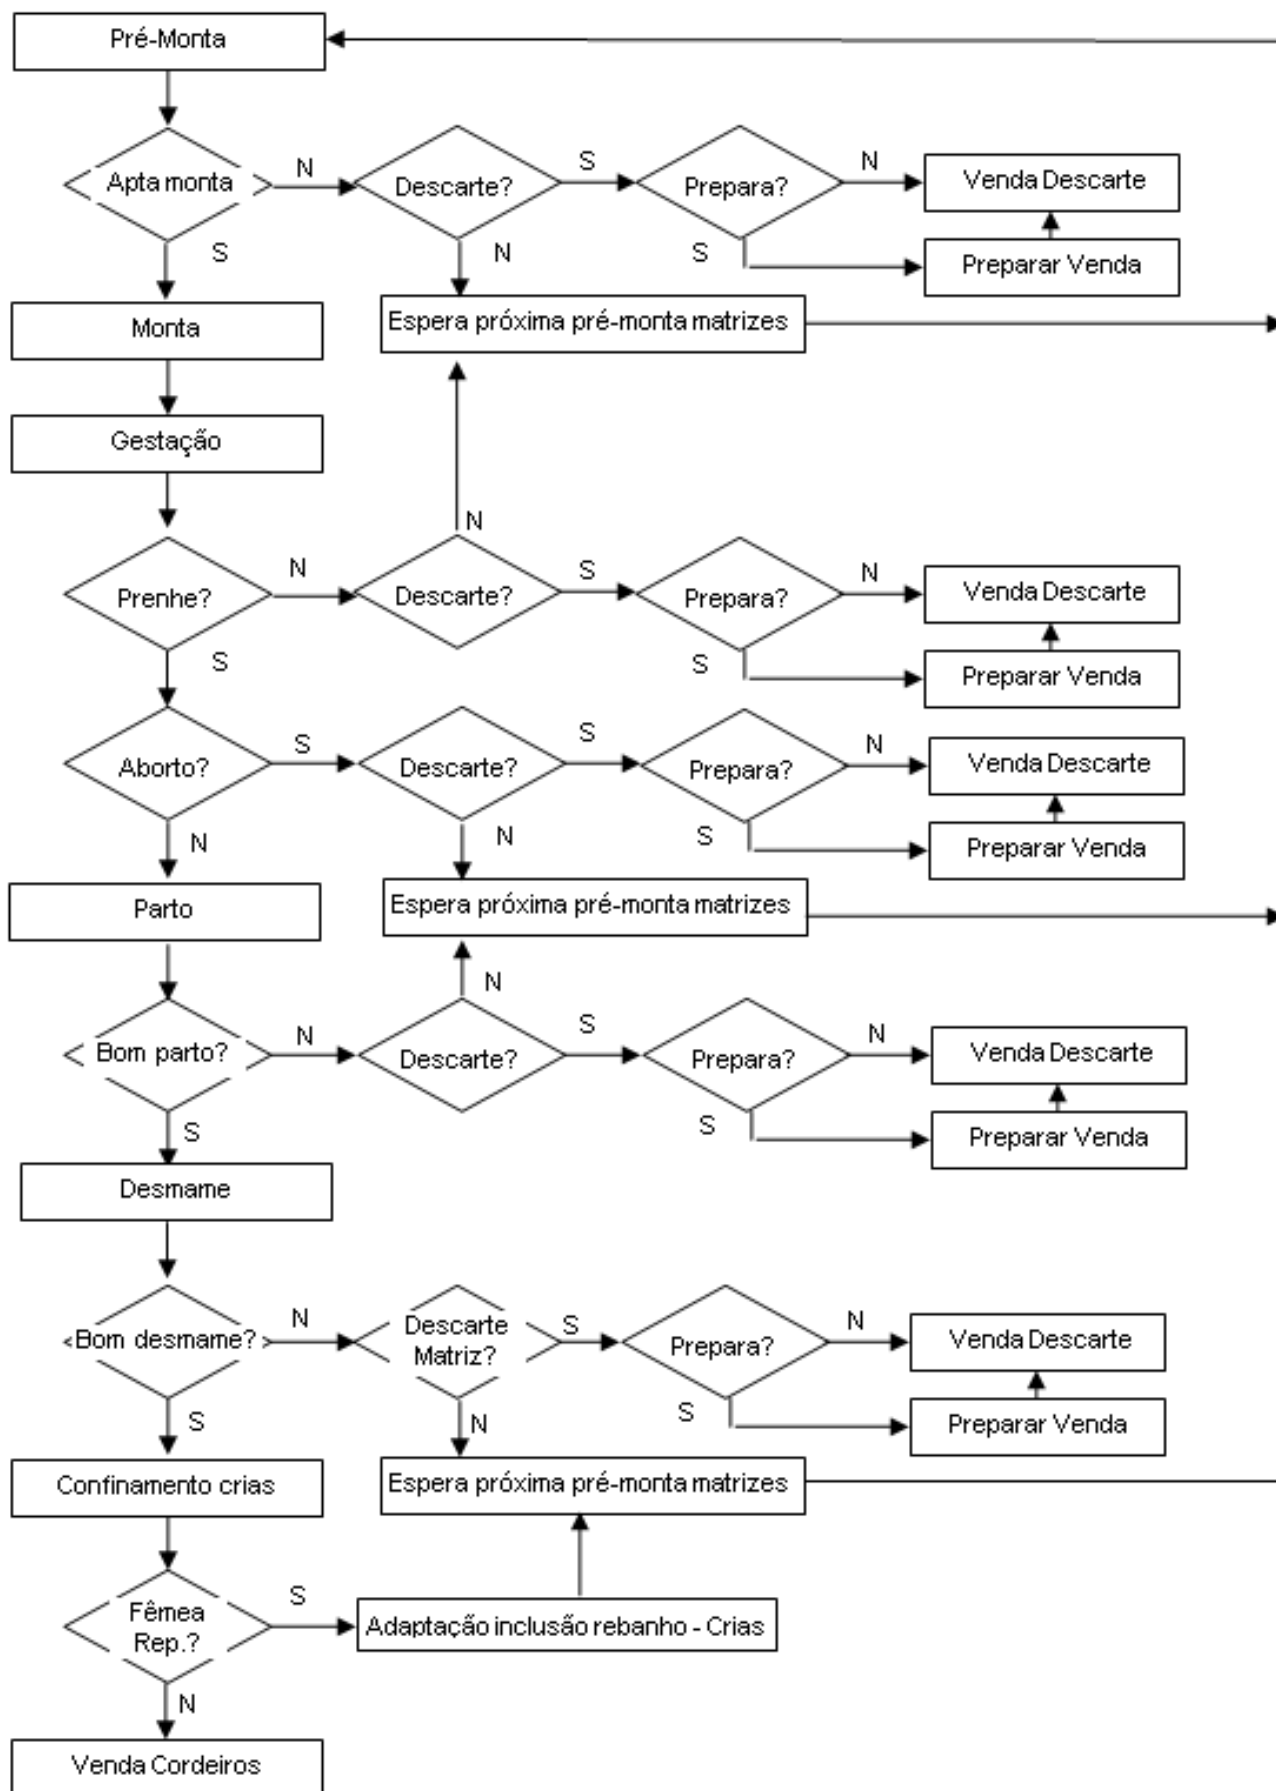 Pré-Monta
Apta monta
N
Descarte?
S
Prepara?
N
Venda Descarte
S
N
S
Preparar Venda
Monta
Espera próxima pré-monta matrizes
Gestação
N
Prenhe?
N
Descarte?
S
Prepara?
N
Venda Descarte
S
S
Preparar Venda
Aborto?
S
Descarte?
S
Prepara?
N
Venda Descarte
N
N
S
Preparar Venda
Parto
Espera próxima pré-monta matrizes
N
Bom parto?
N
Descarte?
S
Prepara?
N
Venda Descarte
S
S
Preparar Venda
Desmame
Bom desmame?
N
Descarte
Matriz?
S
Prepara?
N
Venda Descarte
S
N
S
Preparar Venda
Confinamento crias
Espera próxima pré-monta matrizes
Fêmea
Rep.?
S
Adaptação inclusão rebanho - Crias
N
Venda Cordeiros